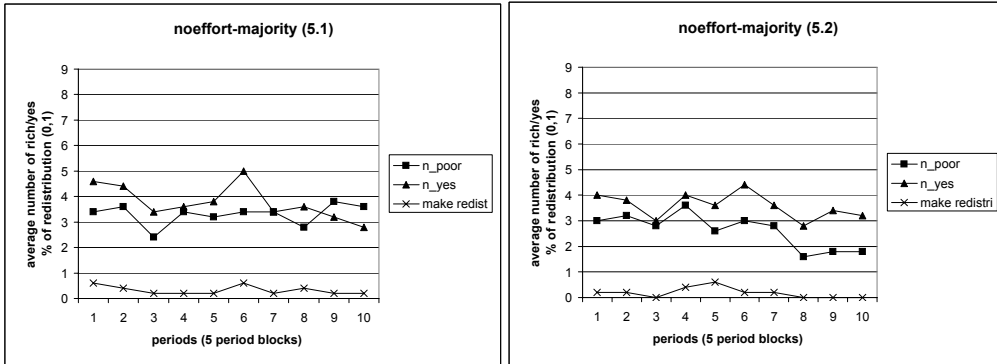 noeffort-majority (5.1)
average number of rich/yes
% of redistribution (0,1)
9
8
7
6
5
4
3
2
1
0
1 2 3 4 5 6 7 8 9 10
periods (5 period blocks)
n_poor
n_yes
make redist
noeffort-majority (5.2)
average number of rich/yes
% of redistribution (0,1)
9
8
7
6
5
4
3
2
1
0
1 2 3 4 5 6 7 8 9 10
periods (5 period blocks)
n_poor
n_yes
make redistri